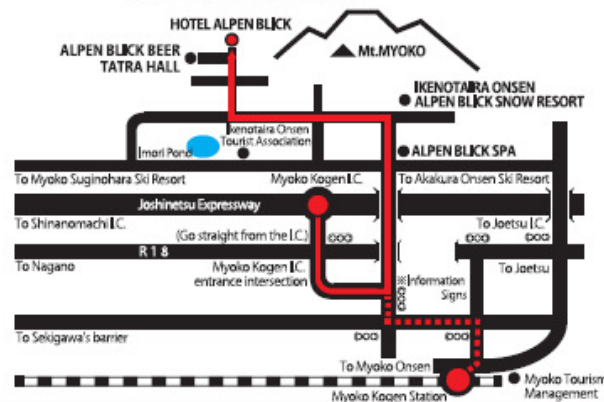 HOTEL ALPEN BLICK
ALPEN BLICK BEER
TATRA HALL
Mt.MYOKO
IKENOTAIRA ONSEN
ALPEN BLICK SNOW RESORT
Ikenotaira Onsen
Tourist Association
Imori Pond
ALPEN BLICK SPA
To Myoko Suginohara Ski Resort
Myoko Kogen I.C.
To Akakura Onsen Ski Resort
Joshinetsu Expressway
To Shinanomachi I.C.
(Go straight from the I.C.)
To Joetsu I.C.
R18
To Nagano
Myoko Kogen I.C.
entrance intersection
※Information
Signs
To Joetsu
To Sekigawa's barrier
To Myoko Onsen
Myoko Kogen Station
Myoko Tourism
Management